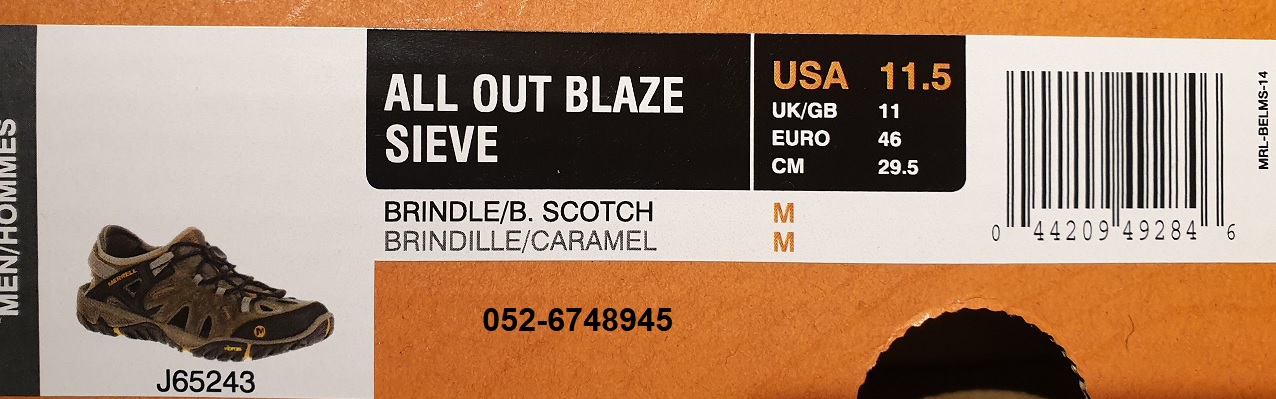 MEN/HOMMES
MERRELL
J65243
ALL OUT BLAZE
SIEVE
USA 11.5
UK/GB 11
EURO 46
CM 29.5
BRINDLE/B. SCOTCH M
BRINDILLE/CARAMEL M
0 44209 49284 6
MRL-BELMS-14
052-6748945